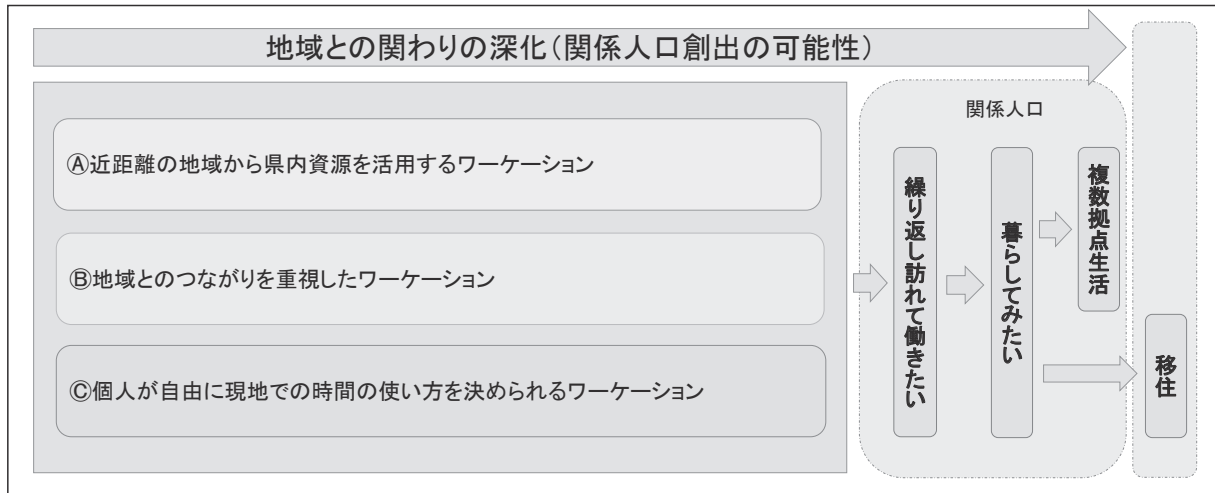 地域との関わりの深化(関係人口創出の可能性)
Ⓐ近距離の地域から県内資源を活用するワーケーション
Ⓑ地域とのつながりを重視したワーケーション
Ⓒ個人が自由に現地での時間の使い方を決められるワーケーション
関係人口
繰り返し訪れて働きたい
暮らしてみたい
複数拠点生活
移住